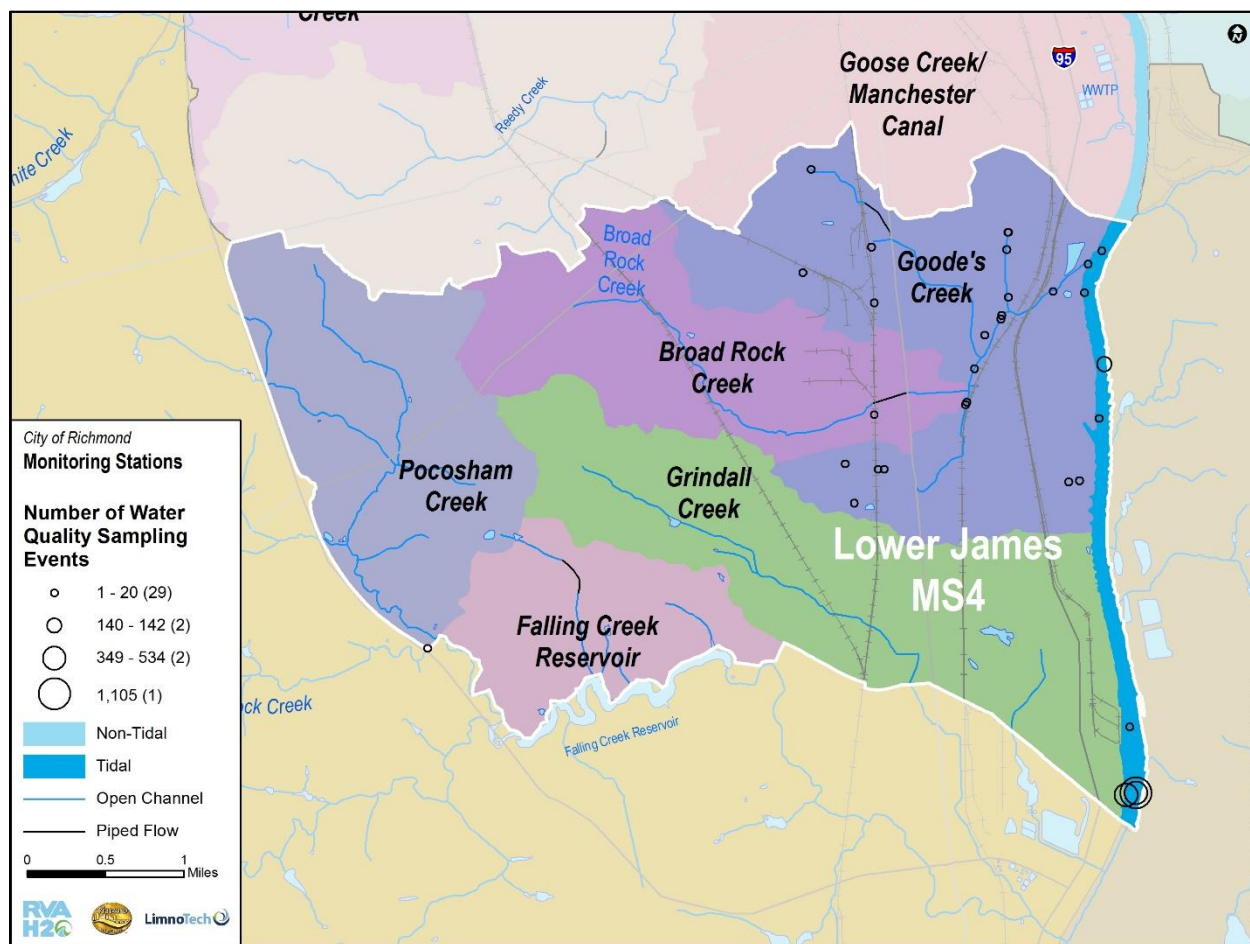 Creek
Goose Creek/
Manchester
Canal
95
N
WWTP
Reedy Creek
nite Creek
Broad
Rock
Creek
Goode's
Creek
Broad Rock
Creek
Pocosham
Creek
Grindall
Creek
Lower James
MS4
Falling Creek
Reservoir
ock Creek
Falling Creek Reservoir
City of Richmond
Monitoring Stations
Number of Water
Quality Sampling
Events
1 - 20 (29)
140 - 142 (2)
349 - 534 (2)
1,105 (1)
Non-Tidal
Tidal
Open Channel
Piped Flow
0 0.5 1
Miles
RVA
H2O
LimnoTech